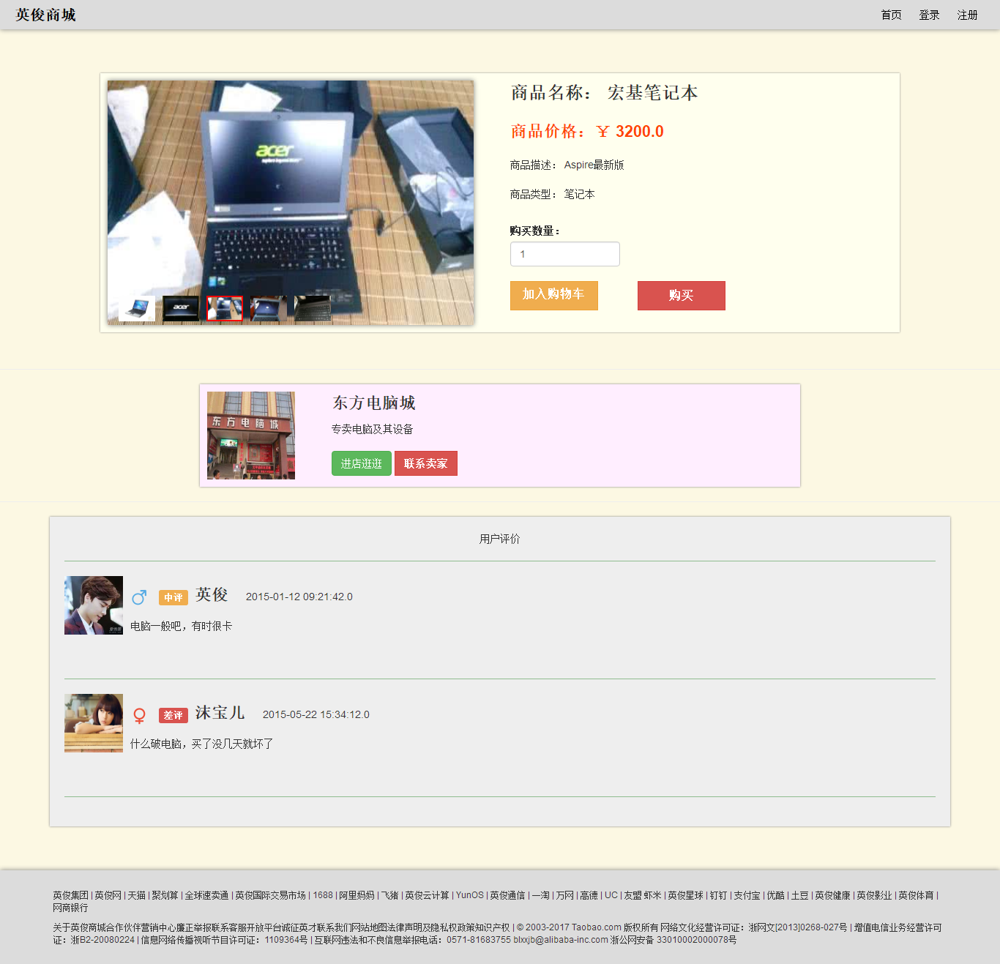 英俊商城
首页 登录 注册
acer
商品名称： 宏基笔记本
商品价格：￥ 3200.0
商品描述： Aspire最新版
商品类型： 笔记本
购买数量：
1
加入购物车 购买
acer
东方电脑城
东方电脑城
专卖电脑及其设备
进店逛逛 联系卖家
用户评价
中评 英俊 2015-01-12 09:21:42.0
电脑一般吧，有时很卡
差评 沫宝儿 2015-05-22 15:34:12.0
什么破电脑，买了没几天就坏了
英俊集团 | 英俊网 | 天猫 | 聚划算 | 全球速卖通 | 英俊国际交易市场 | 1688 | 阿里妈妈 | 飞猪 | 英俊云计算 | YunOS | 英俊通信 | 一淘 | 万网 | 高德 | UC | 友盟 虾米 | 英俊星球 | 钉钉 | 支付宝 | 优酷 | 土豆 | 英俊健康 | 英俊影业 | 英俊体育 |
网商银行
关于英俊商城合作伙伴营销中心廉正举报联系客服开放平台诚征英才联系我们网站地图法律声明及隐私权政策知识产权 | © 2003-2017 Taobao.com 版权所有 网络文化经营许可证：浙网文[2013]0268-027号 | 增值电信业务经营许可
证：浙B2-20080224 | 信息网络传播视听节目许可证：1109364号 | 互联网违法和不良信息举报电话：0571-81683755 blxxjb@alibaba-inc.com 浙公网安备 33010002000078号